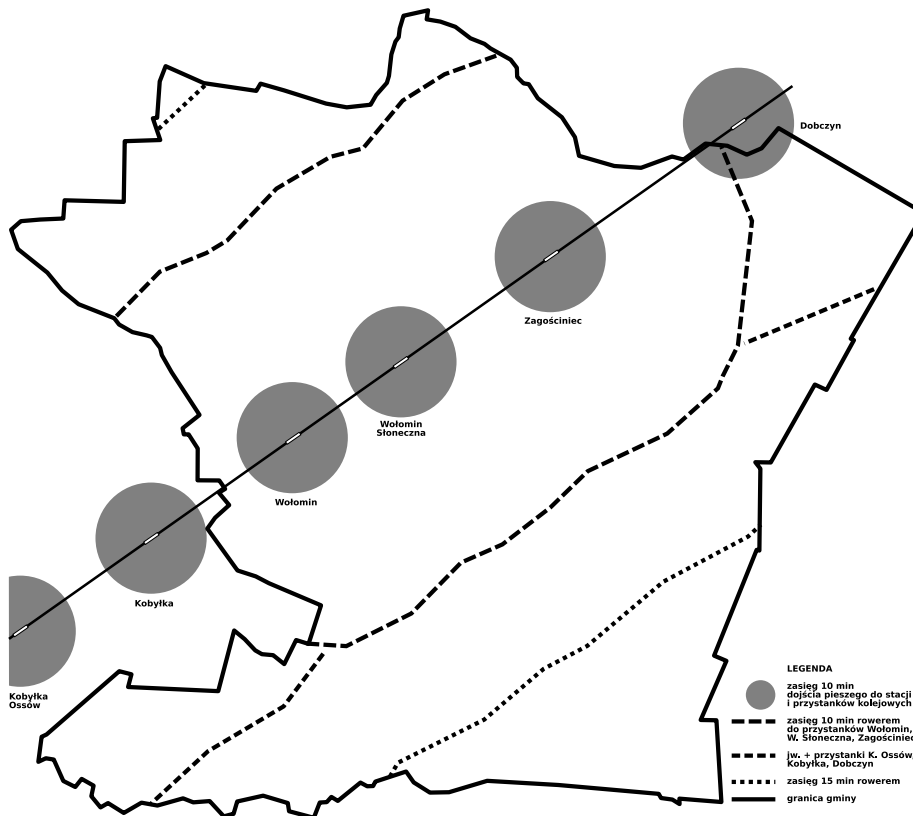 Dobczyn
Zagościniec
Wołomin
Słoneczna
Wołomin
Kobyłka
Kobyłka
Ossów
LEGENDA
zasięg 10 min
dojścia pieszego do stacji
i przystanków kolejowych
zasięg 10 min rowerem
do przystanków Wołomin,
W. Słoneczna, Zagościniec
jw. + przystanki K. Ossów,
Kobyłka, Dobczyn
zasięg 15 min rowerem
granica gminy